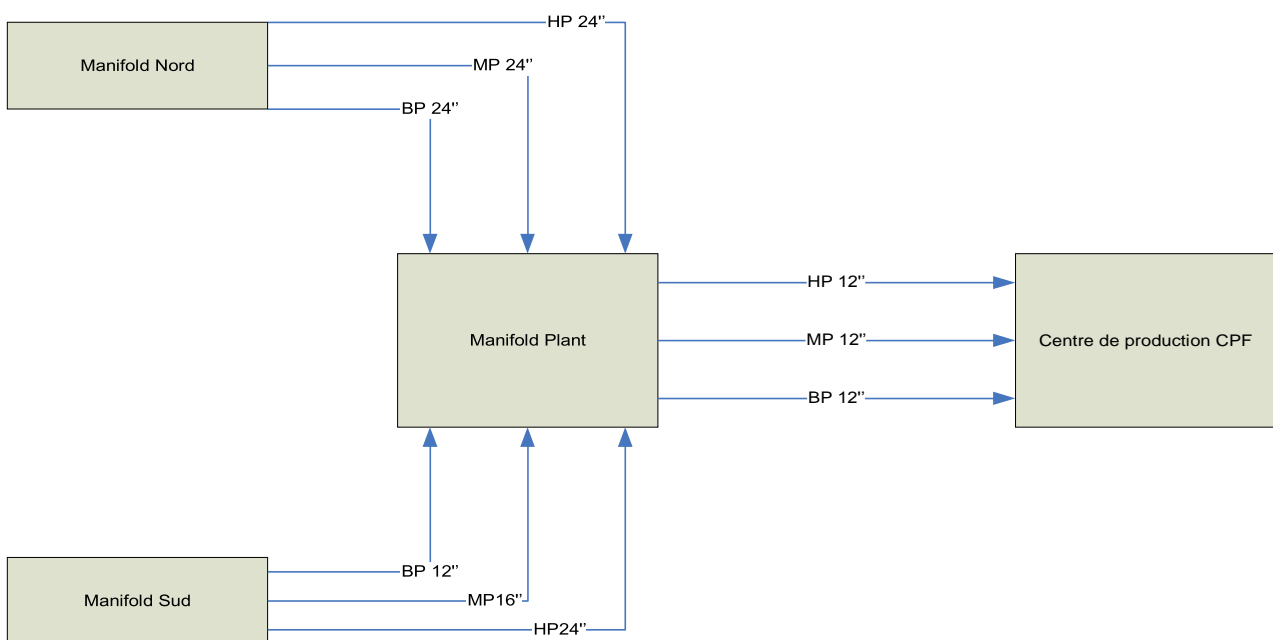 HP 24’’
Manifold Nord
MP 24’’
BP 24’’
HP 12’’
Manifold Plant
MP 12’’
Centre de production CPF
BP 12’’
BP 12’’
Manifold Sud
MP16’’
HP24’’